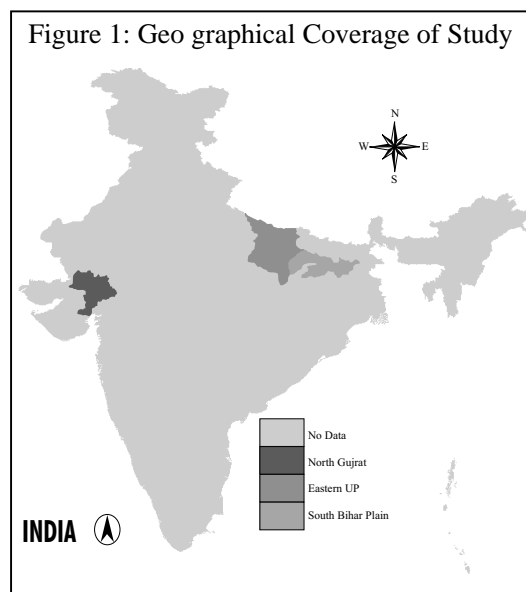 Figure 1: Geo graphical Coverage of Study
N
W E
S
No Data
North Gujrat
Eastern UP
South Bihar Plain
INDIA